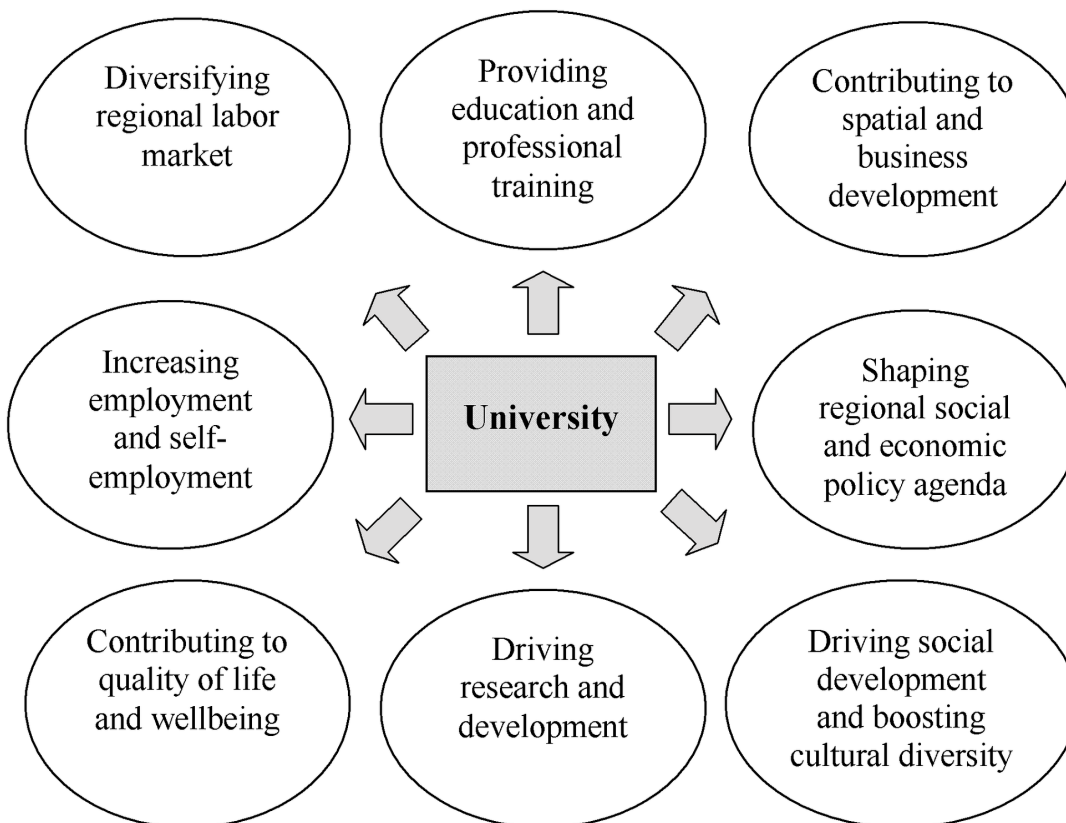 Diversifying
regional labor
market
Providing
education and
professional
training
Contributing to
spatial and
business
development
Increasing
employment
and self-
employment
University
Shaping
regional social
and economic
policy agenda
Contributing to
quality of life
and wellbeing
Driving
research and
development
Driving social
development
and boosting
cultural diversity